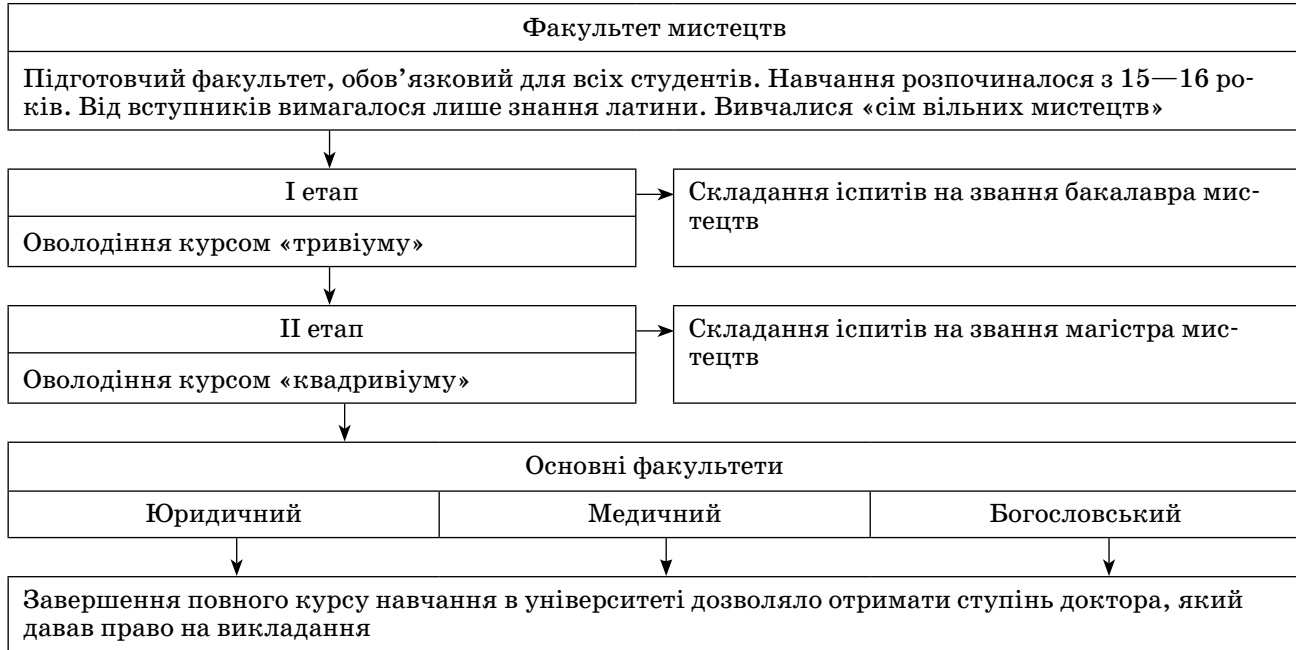 Факультет мистецтв
Підготовчий факультет, обов’язковий для всіх студентів. Навчання розпочиналося з 15—16 ро-
ків. Від вступників вимагалося лише знання латини. Вивчалися «сім вільних мистецтв»
I етап
Оволодіння курсом «тривіуму»
Складання іспитів на звання бакалавра мис-
тецтв
II етап
Оволодіння курсом «квадривіуму»
Складання іспитів на звання магістра мис-
тецтв
Основні факультети
Юридичний
Медичний
Богословський
Завершення повного курсу навчання в університеті дозволяло отримати ступінь доктора, який
давав право на викладання